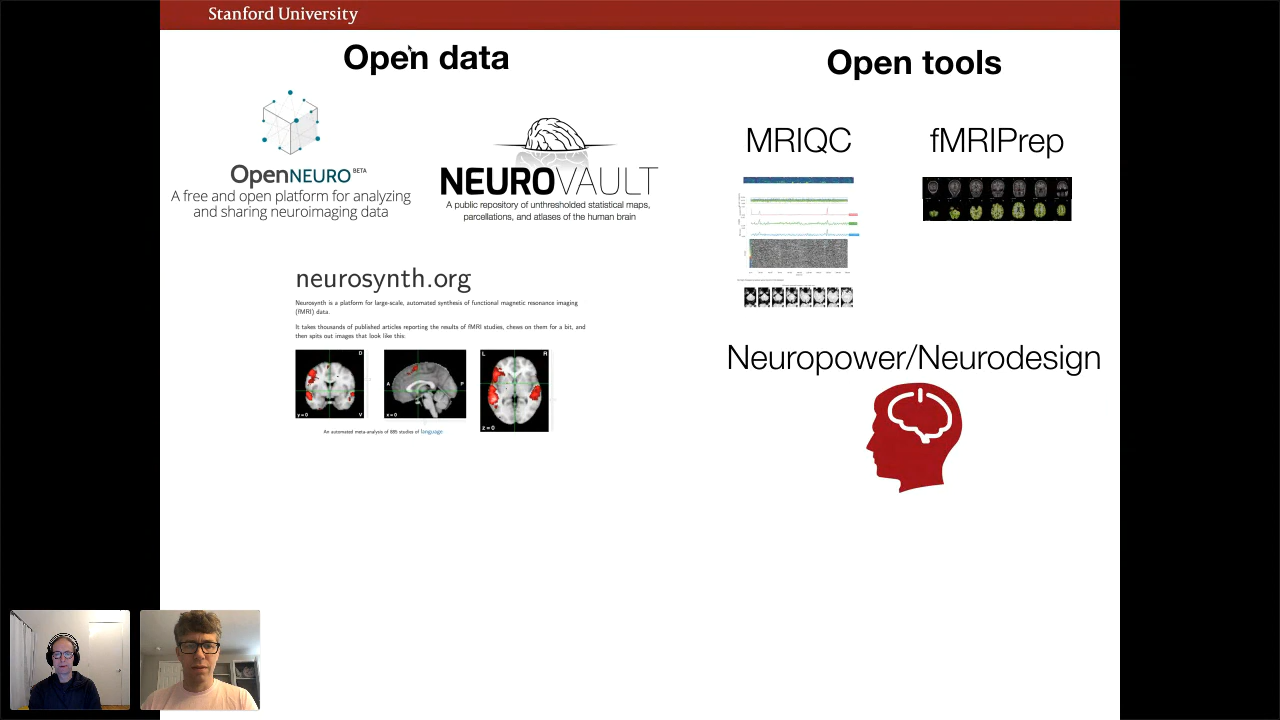 Stanford University
Open data
OpenNEURO BETA
A free and open platform for analyzing
and sharing neuroimaging data
NEUROVAULT
A public repository of unthresholded statistical maps,
parcellations, and atlases of the human brain
neurosynth.org
Neurosynth is a platform for large-scale, automated synthesis of functional magnetic resonance imaging
(fMRI) data.
It takes thousands of published articles reporting the results of fMRI studies, chews on them for a bit, and
then spits out images that look like this:
D
y = 0
V
A
P
x = 0
L
R
z = 0
An automated meta-analysis of 885 studies of language
Open tools
MRIQC
fMRIPrep
Neuropower/Neurodesign